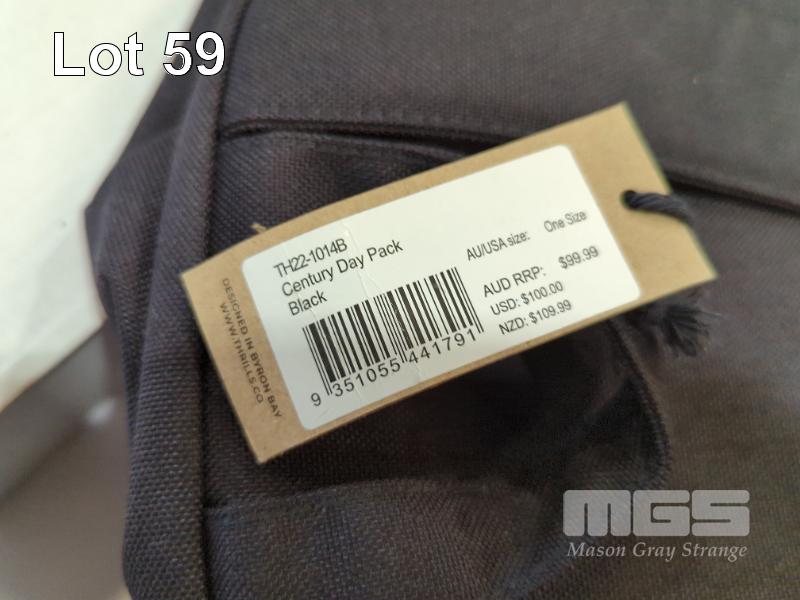 Lot 59
TH22-1014B
Century Day Pack
Black
AU/USA size: One Size
AUD RRP: $99.99
USD: $100.00
NZD: $109.99
9 351055 441791
DESIGNED IN BYRON BAY
WWW.THRILLS.CO
MGS
Mason Gray Strange